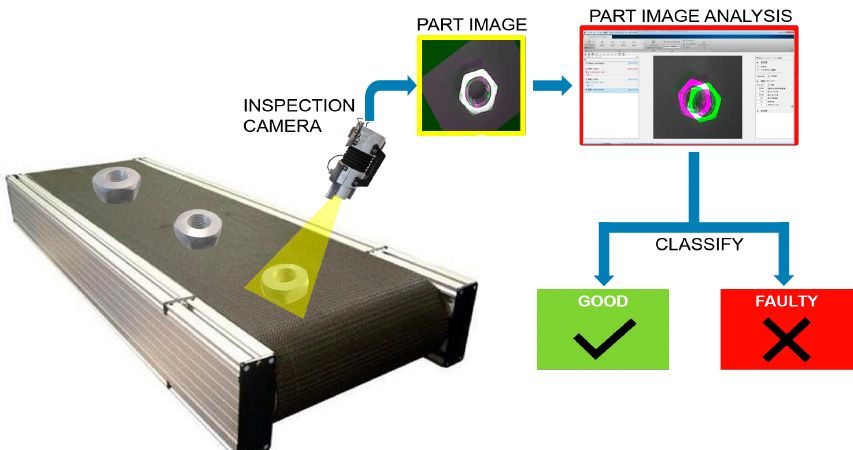 PART IMAGE
PART IMAGE ANALYSIS
INSPECTION
CAMERA
CLASSIFY
GOOD
FAULTY